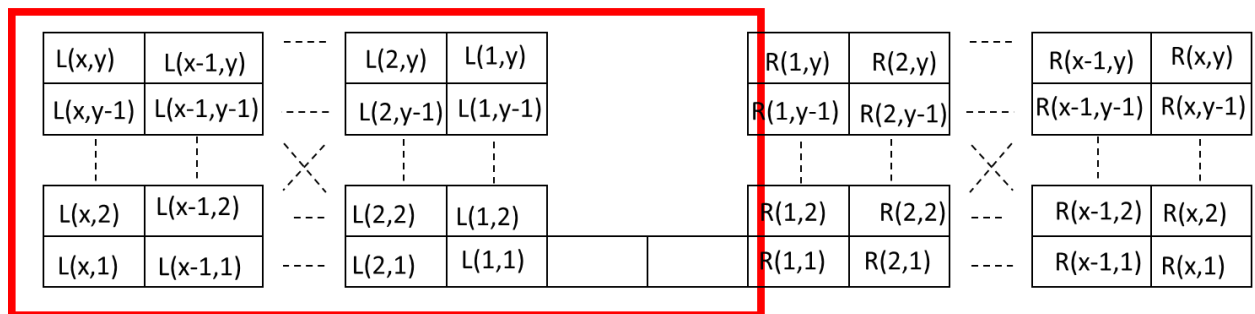 L(x,y) L(x-1,y) L(2,y) L(1,y) R(1,y) R(2,y) R(x-1,y) R(x,y)
L(x,y-1) L(x-1,y-1) L(2,y-1) L(1,y-1) R(1,y-1) R(2,y-1) R(x-1,y-1) R(x,y-1)
L(x,2) L(x-1,2) L(2,2) L(1,2) R(1,2) R(2,2) R(x-1,2) R(x,2)
L(x,1) L(x-1,1) L(2,1) L(1,1) R(1,1) R(2,1) R(x-1,1) R(x,1)